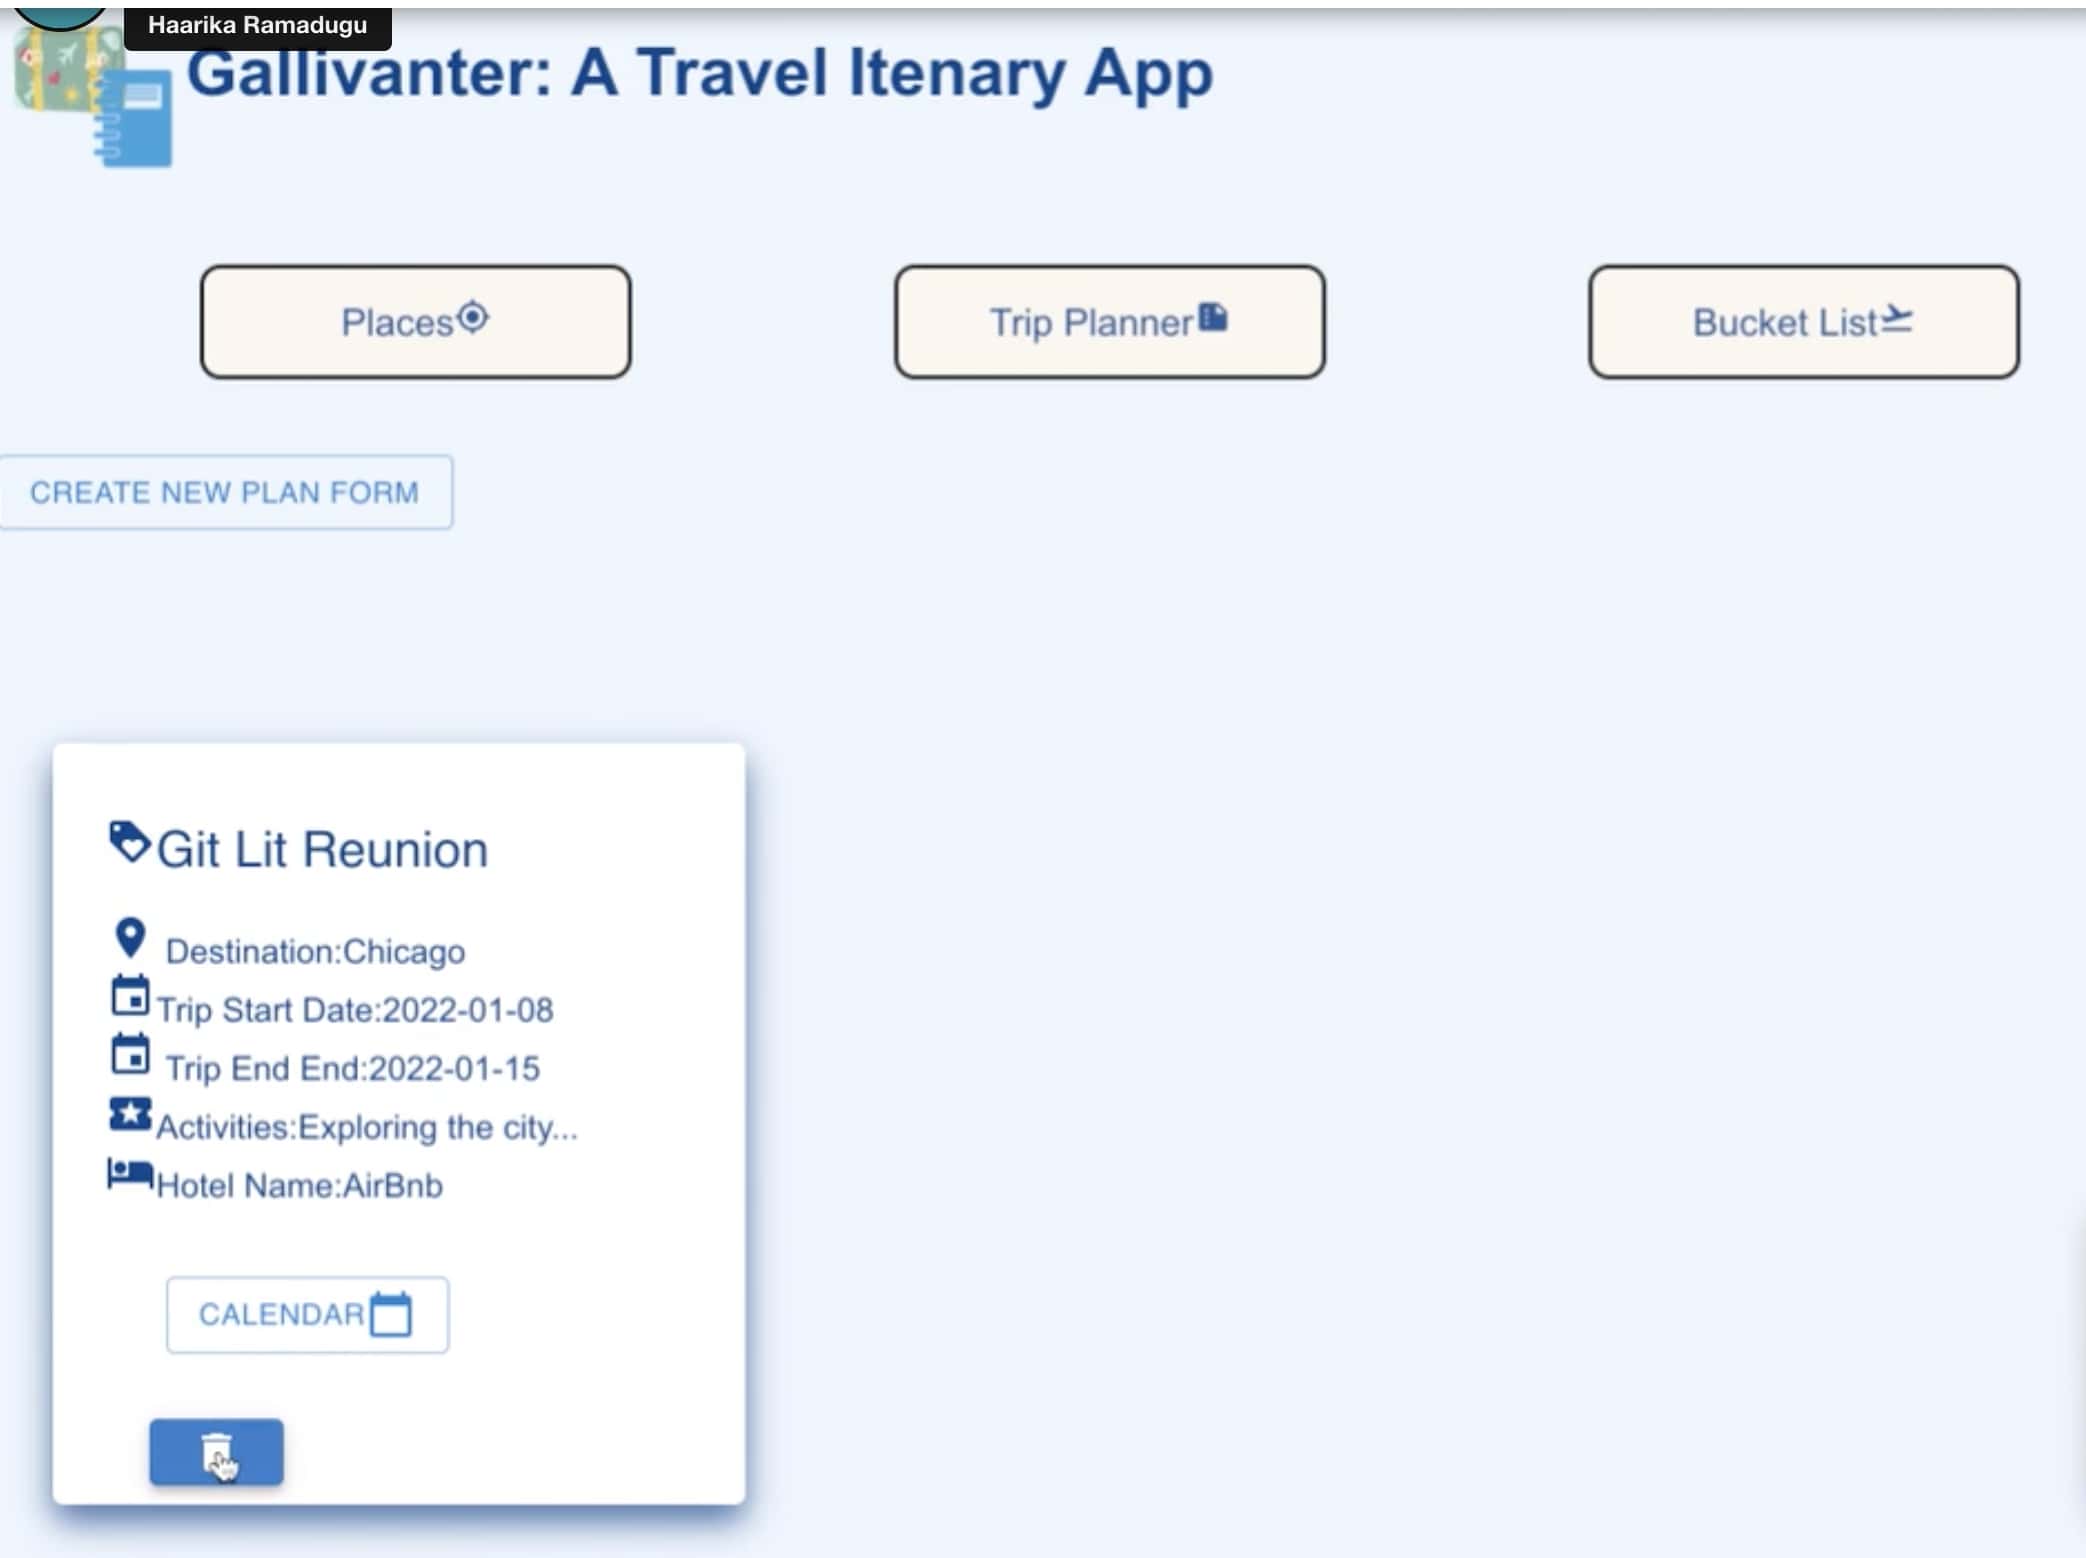 Haarika Ramadugu
Gallivanter: A Travel Itenary App
Places
Trip Planner
Bucket List
CREATE NEW PLAN FORM
Git Lit Reunion
Destination:Chicago
Trip Start Date:2022-01-08
Trip End End:2022-01-15
Activities:Exploring the city...
Hotel Name:AirBnb
CALENDAR